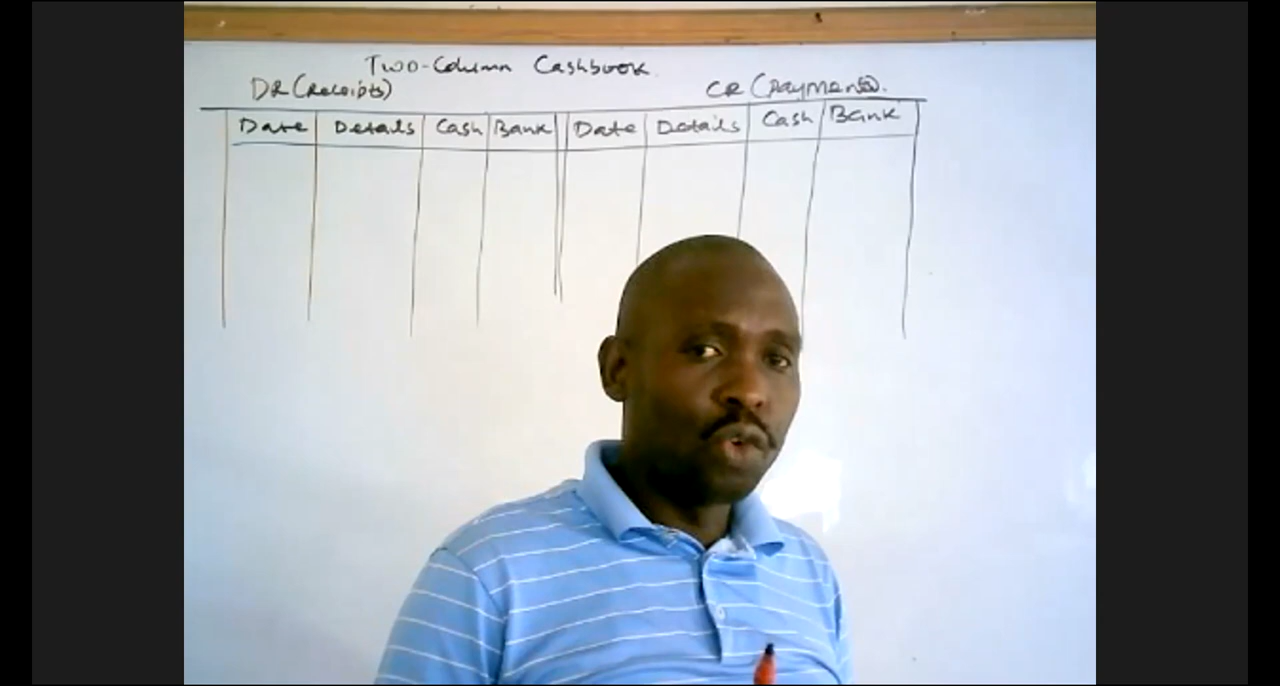 Two-Column Cashbook.
DR (Receipts) CR (Payments).
Date Details Cash Bank Date Details Cash Bank